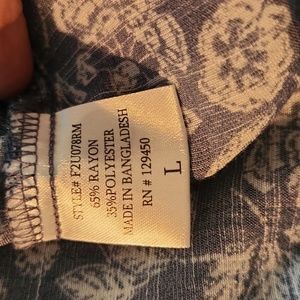 STYLE# F2U078RM
65% RAYON
35%POLYESTER
MADE IN BANGLADESH
RN # 129450
L